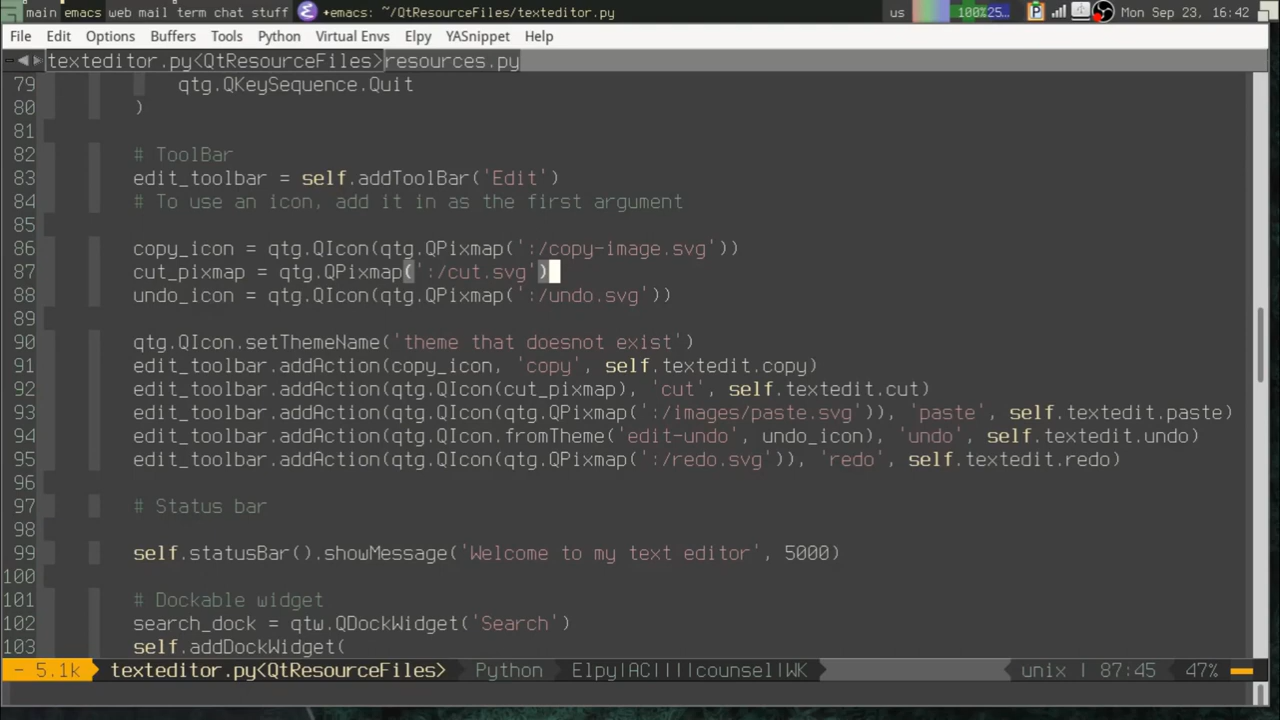 main emacs web mail term chat stuff +emacs: ~/QtResourceFiles/texteditor.py us 100%25... Mon Sep 23, 16:42
File Edit Options Buffers Tools Python Virtual Envs Elpy YASnippet Help
texteditor.py<QtResourceFiles> resources.py
79 qtg.QKeySequence.Quit
80 )
81
82 # ToolBar
83 edit_toolbar = self.addToolBar('Edit')
84 # To use an icon, add it in as the first argument
85
86 copy_icon = qtg.QIcon(qtg.QPixmap(':/copy-image.svg'))
87 cut_pixmap = qtg.QPixmap(':/cut.svg')
88 undo_icon = qtg.QIcon(qtg.QPixmap(':/undo.svg'))
89
90 qtg.QIcon.setThemeName('theme that doesnot exist')
91 edit_toolbar.addAction(copy_icon, 'copy', self.textedit.copy)
92 edit_toolbar.addAction(qtg.QIcon(cut_pixmap), 'cut', self.textedit.cut)
93 edit_toolbar.addAction(qtg.QIcon(qtg.QPixmap(':/images/paste.svg')), 'paste', self.textedit.paste)
94 edit_toolbar.addAction(qtg.QIcon.fromTheme('edit-undo', undo_icon), 'undo', self.textedit.undo)
95 edit_toolbar.addAction(qtg.QIcon(qtg.QPixmap(':/redo.svg')), 'redo', self.textedit.redo)
96
97 # Status bar
98
99 self.statusBar().showMessage('Welcome to my text editor', 5000)
100
101 # Dockable widget
102 search_dock = qtw.QDockWidget('Search')
103 self.addDockWidget(
- 5.1k texteditor.py<QtResourceFiles> Python Elpy|AC||||counsel|WK unix | 87:45 47%